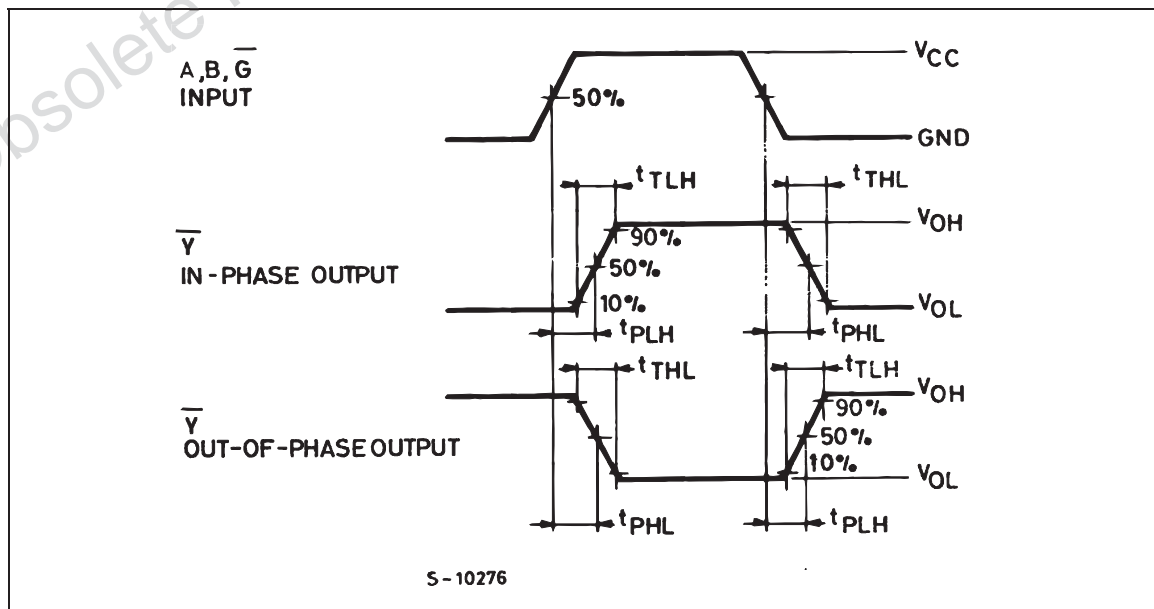 obsolete
A,B,G̅
INPUT
50%
VCC
GND
tTLH
tTHL
Y̅
IN-PHASE OUTPUT
90%
50%
10%
VOH
VOL
tPLH
tPHL
tTHL
tTLH
Y̅
OUT-OF-PHASE OUTPUT
VOH
90%
50%
10%
VOL
tPHL
tPLH
S-10276